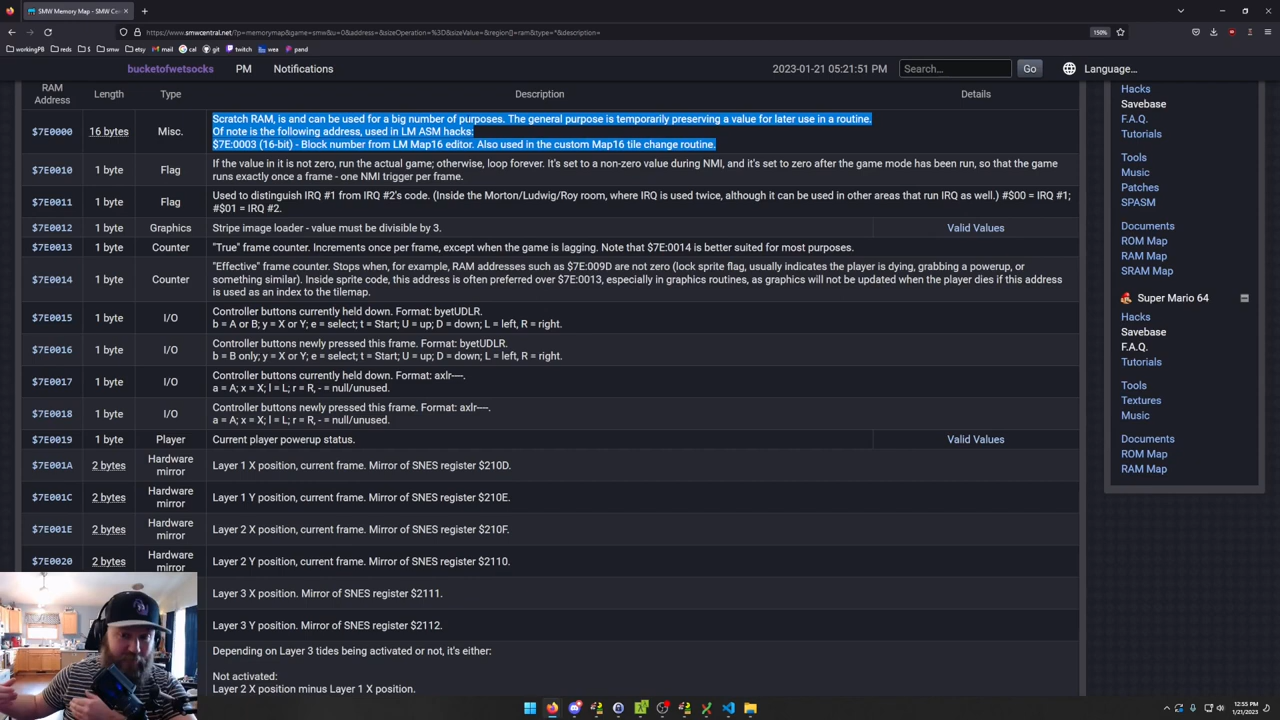 SMW Memory Map - SMW Cen
https://www.smwcentral.net/?p=memorymap&game=smw&u=0&address=&sizeOperation=%3D&sizeValue=&region[]=ram&type=*&description=
150%
workingPB reds $ smw etsy mail cal git twitch wea pand
bucketofwetsocks PM Notifications 2023-01-21 05:21:51 PM Search... Go Language...
RAM Address Length Type Description Details
$7E0000 16 bytes Misc. Scratch RAM, is and can be used for a big number of purposes. The general purpose is temporarily preserving a value for later use in a routine.
Of note is the following address, used in LM ASM hacks:
$7E:0003 (16-bit) - Block number from LM Map16 editor. Also used in the custom Map16 tile change routine.
$7E0010 1 byte Flag If the value in it is not zero, run the actual game; otherwise, loop forever. It's set to a non-zero value during NMI, and it's set to zero after the game mode has been run, so that the
game runs exactly once a frame - one NMI trigger per frame.
$7E0011 1 byte Flag Used to distinguish IRQ #1 from IRQ #2's code. (Inside the Morton/Ludwig/Roy room, where IRQ is used twice, although it can be used in other areas that run IRQ as well.) #$00 = IRQ #1;
#$01 = IRQ #2.
$7E0012 1 byte Graphics Stripe image loader - value must be divisible by 3. Valid Values
$7E0013 1 byte Counter "True" frame counter. Increments once per frame, except when the game is lagging. Note that $7E:0014 is better suited for most purposes.
$7E0014 1 byte Counter "Effective" frame counter. Stops when, for example, RAM addresses such as $7E:009D are not zero (lock sprite flag, usually indicates the player is dying, grabbing a powerup, or
something similar). Inside sprite code, this address is often preferred over $7E:0013, especially in graphics routines, as graphics will not be updated when the player dies if this address
is used as an index to the tilemap.
$7E0015 1 byte I/O Controller buttons currently held down. Format: byetUDLR.
b = A or B; y = X or Y; e = select; t = Start; U = up; D = down; L = left, R = right.
$7E0016 1 byte I/O Controller buttons newly pressed this frame. Format: byetUDLR.
b = B only; y = X or Y; e = select; t = Start; U = up; D = down; L = left, R = right.
$7E0017 1 byte I/O Controller buttons currently held down. Format: axlr----.
a = A; x = X; l = L; r = R, - = null/unused.
$7E0018 1 byte I/O Controller buttons newly pressed this frame. Format: axlr----.
a = A; x = X; l = L; r = R, - = null/unused.
$7E0019 1 byte Player Current player powerup status. Valid Values
$7E001A 2 bytes Hardware mirror Layer 1 X position, current frame. Mirror of SNES register $210D.
$7E001C 2 bytes Hardware mirror Layer 1 Y position, current frame. Mirror of SNES register $210E.
$7E001E 2 bytes Hardware mirror Layer 2 X position, current frame. Mirror of SNES register $210F.
$7E0020 2 bytes Hardware mirror Layer 2 Y position, current frame. Mirror of SNES register $2110.
Layer 3 X position. Mirror of SNES register $2111.
Layer 3 Y position. Mirror of SNES register $2112.
Depending on Layer 3 tides being activated or not, it's either:
Not activated:
Layer 2 X position minus Layer 1 X position.
Hacks
Savebase
F.A.Q.
Tutorials
Tools
Music
Patches
SPASM
Documents
ROM Map
RAM Map
SRAM Map
Super Mario 64
Hacks
Savebase
F.A.Q.
Tutorials
Tools
Textures
Music
Documents
ROM Map
RAM Map
12:55 PM
1/21/2023